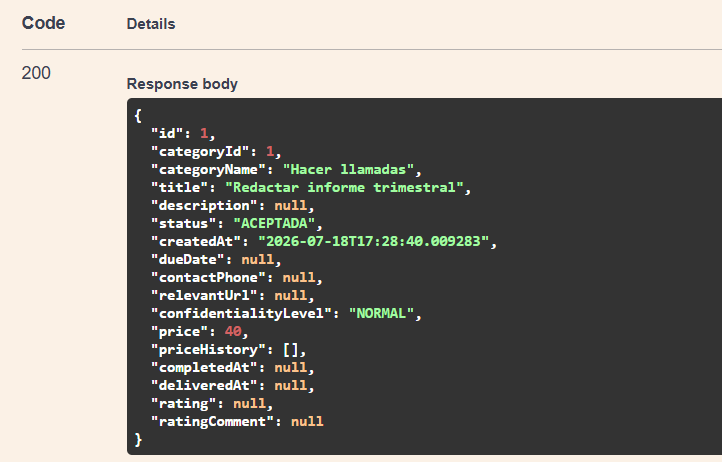 Code Details
200
Response body
{
  "id": 1,
  "categoryId": 1,
  "categoryName": "Hacer llamadas",
  "title": "Redactar informe trimestral",
  "description": null,
  "status": "ACEPTADA",
  "createdAt": "2026-07-18T17:28:40.009283",
  "dueDate": null,
  "contactPhone": null,
  "relevantUrl": null,
  "confidentialityLevel": "NORMAL",
  "price": 40,
  "priceHistory": [],
  "completedAt": null,
  "deliveredAt": null,
  "rating": null,
  "ratingComment": null
}